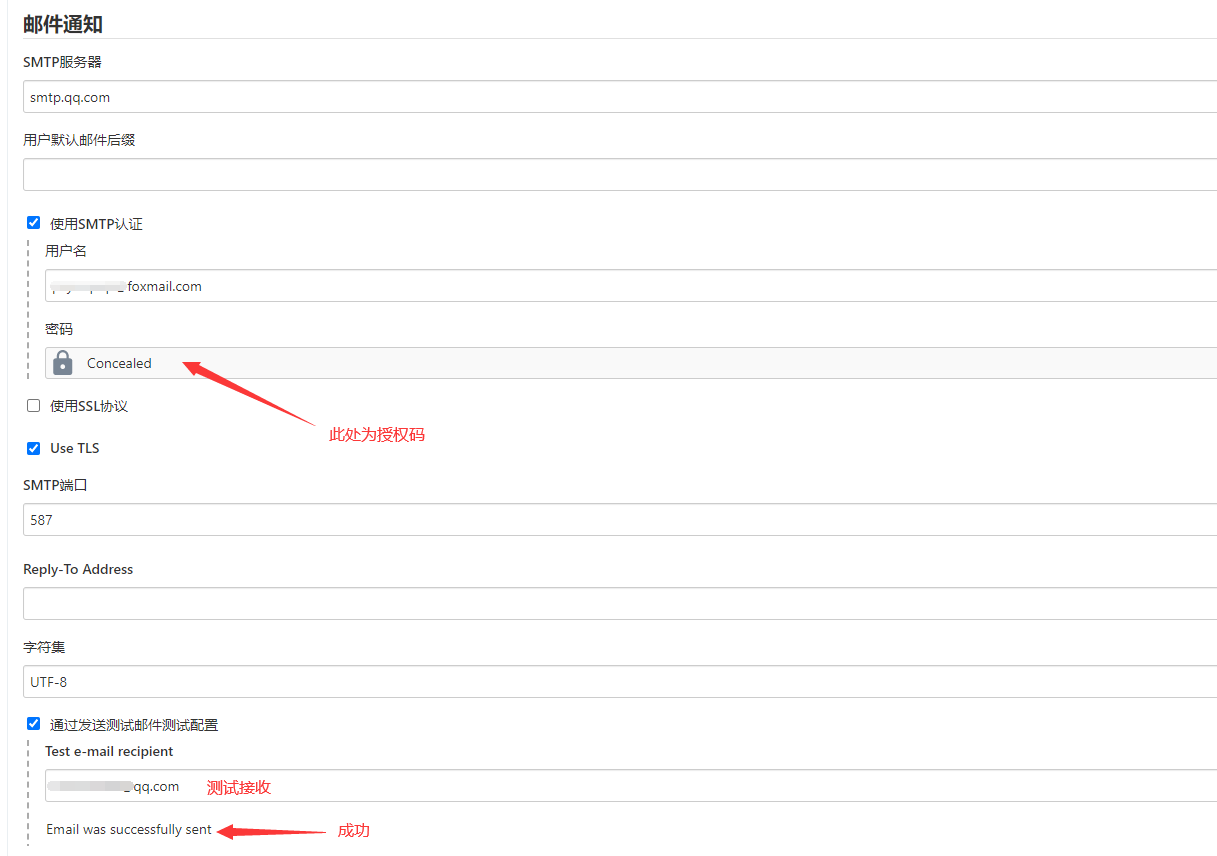 邮件通知
SMTP服务器
smtp.qq.com
用户默认邮件后缀
使用SMTP认证
用户名
foxmail.com
密码
Concealed
使用SSL协议
此处为授权码
Use TLS
SMTP端口
587
Reply-To Address
字符集
UTF-8
通过发送测试邮件测试配置
Test e-mail recipient
qq.com 测试接收
Email was successfully sent 成功